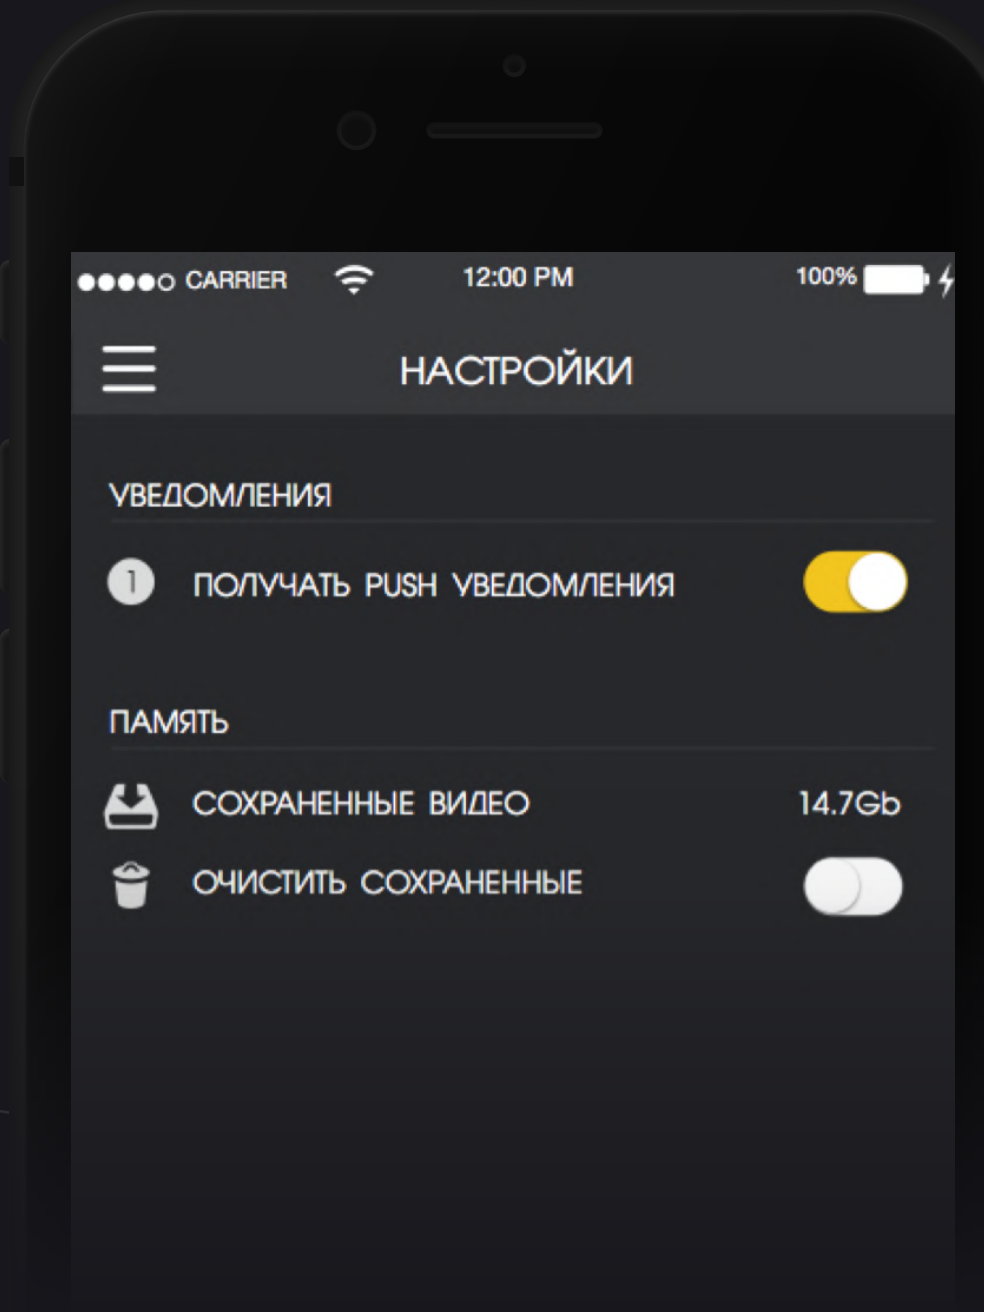 CARRIER 12:00 PM 100%
НАСТРОЙКИ
УВЕДОМЛЕНИЯ
1 ПОЛУЧАТЬ PUSH УВЕДОМЛЕНИЯ
ПАМЯТЬ
СОХРАНЕННЫЕ ВИДЕО 14.7Gb
ОЧИСТИТЬ СОХРАНЕННЫЕ